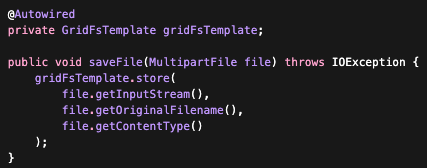 @Autowired
private GridFsTemplate gridFsTemplate;

public void saveFile(MultipartFile file) throws IOException {
    gridFsTemplate.store(
        file.getInputStream(),
        file.getOriginalFilename(),
        file.getContentType()
    );
}